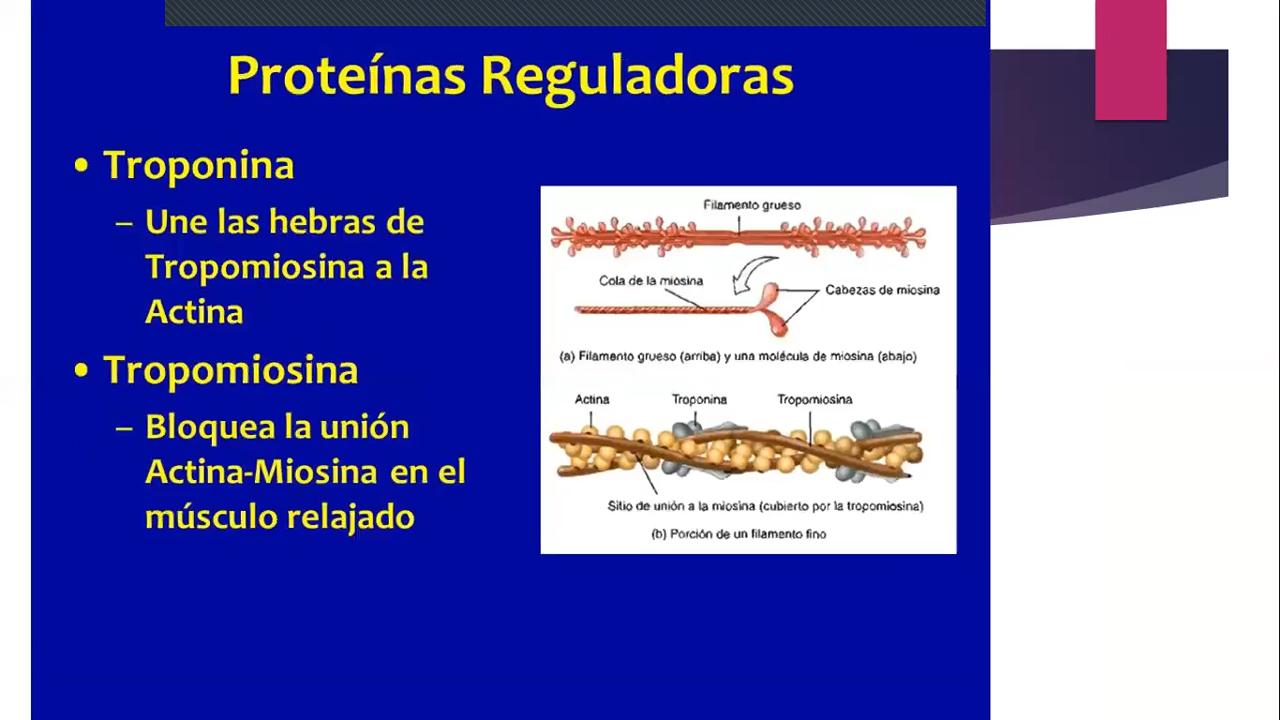 Proteínas Reguladoras
• Troponina
– Une las hebras de
Tropomiosina a la
Actina
• Tropomiosina
– Bloquea la unión
Actina-Miosina en el
músculo relajado
Filamento grueso
Cola de la miosina
Cabezas de miosina
(a) Filamento grueso (arriba) y una molécula de miosina (abajo)
Actina
Troponina
Tropomiosina
Sitio de unión a la miosina (cubierto por la tropomiosina)
(b) Porción de un filamento fino